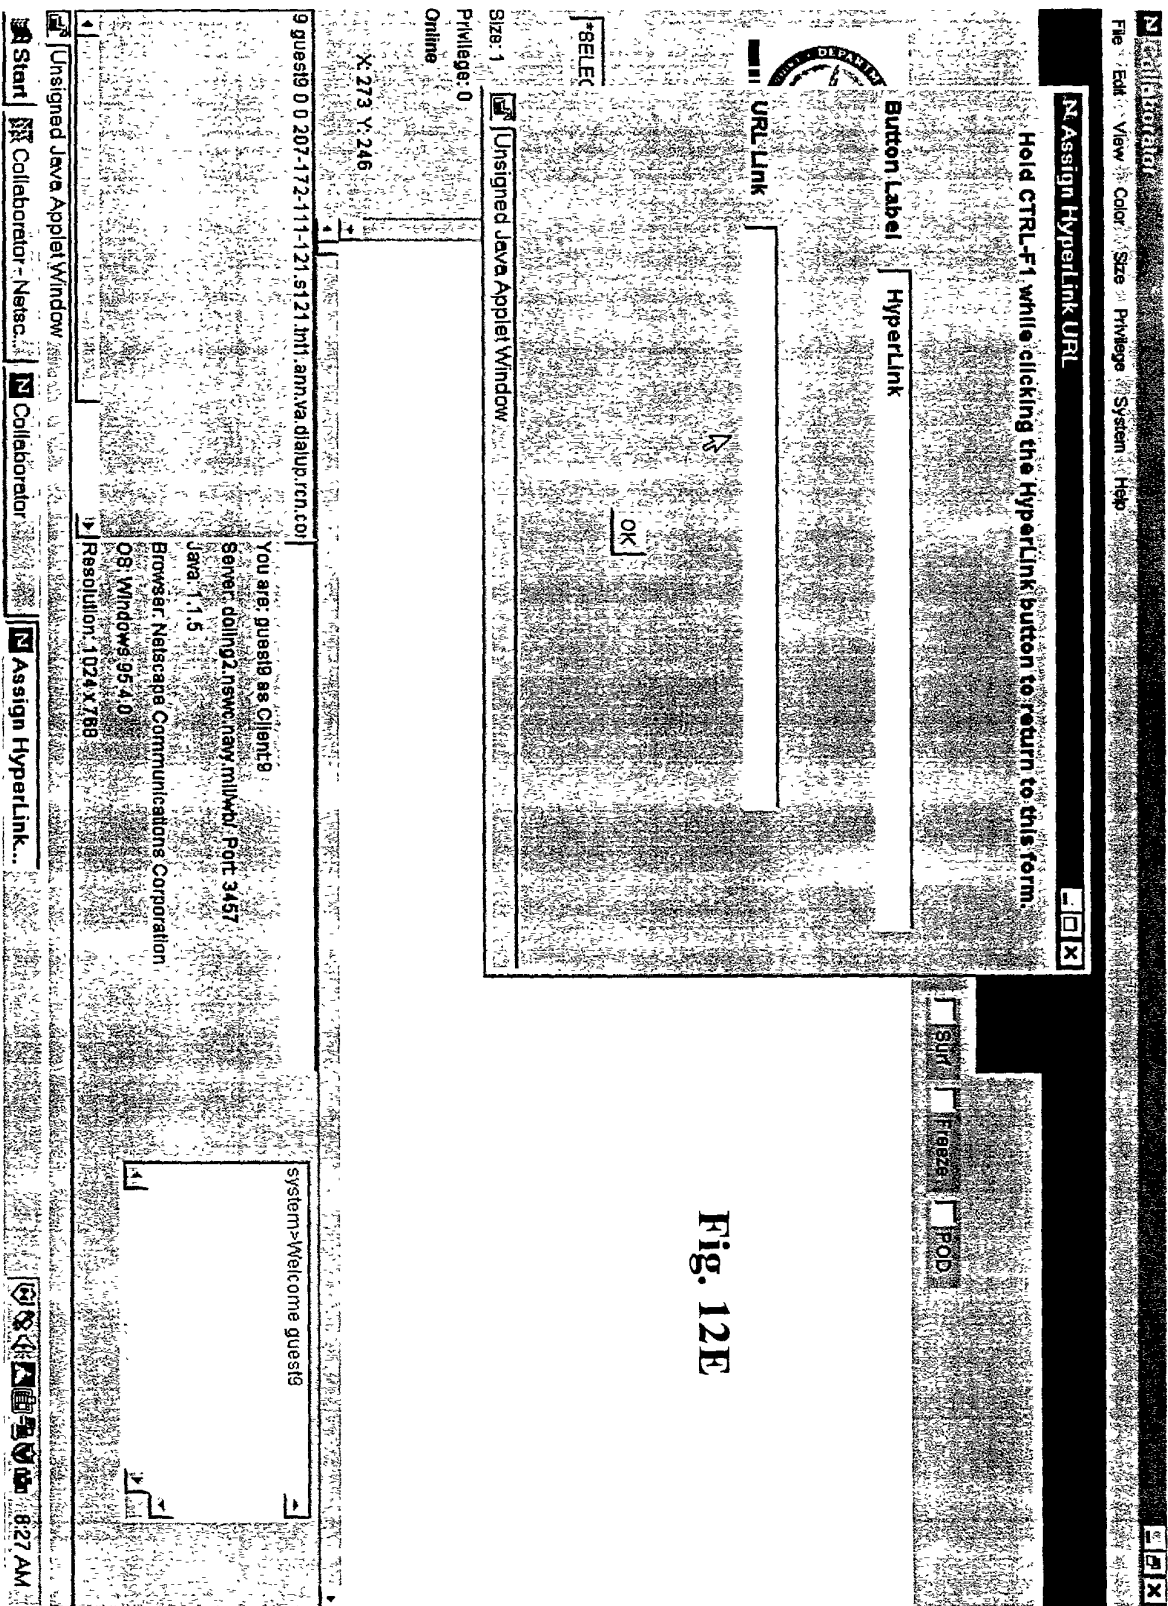 Collaborator
File Edit View Color Size Privilege System Help
Assign HyperLink URL
Hold CTRL-F1 while clicking the HyperLink button to return to this form.
Button Label HyperLink
URL Link
OK
Unsigned Java Applet Window
DEPARTM
*SELEC
Size: 1
Privilege: 0
Online
X: 273 Y: 246
Surf Freeze POD
Fig. 12E
9 guest9 0 0 207-172-111-121.s121.tnt1.ann.va.dialup.rcn.com
You are: guest9 as Client:9
Server: doling2.nswc.navy.mil/wb/ Port: 3457
Java: 1.1.5
Browser: Netscape Communications Corporation
OS: Windows 95 4.0
Resolution: 1024 x 768
system>Welcome guest9
Unsigned Java Applet Window
Start Collaborator - Netsc... Collaborator Assign HyperLink... 8:27 AM